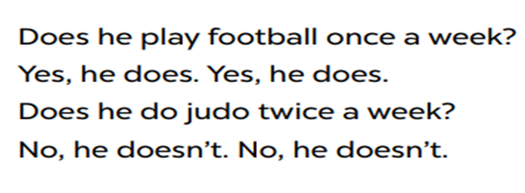 Does he play football once a week?
Yes, he does. Yes, he does.
Does he do judo twice a week?
No, he doesn’t. No, he doesn’t.